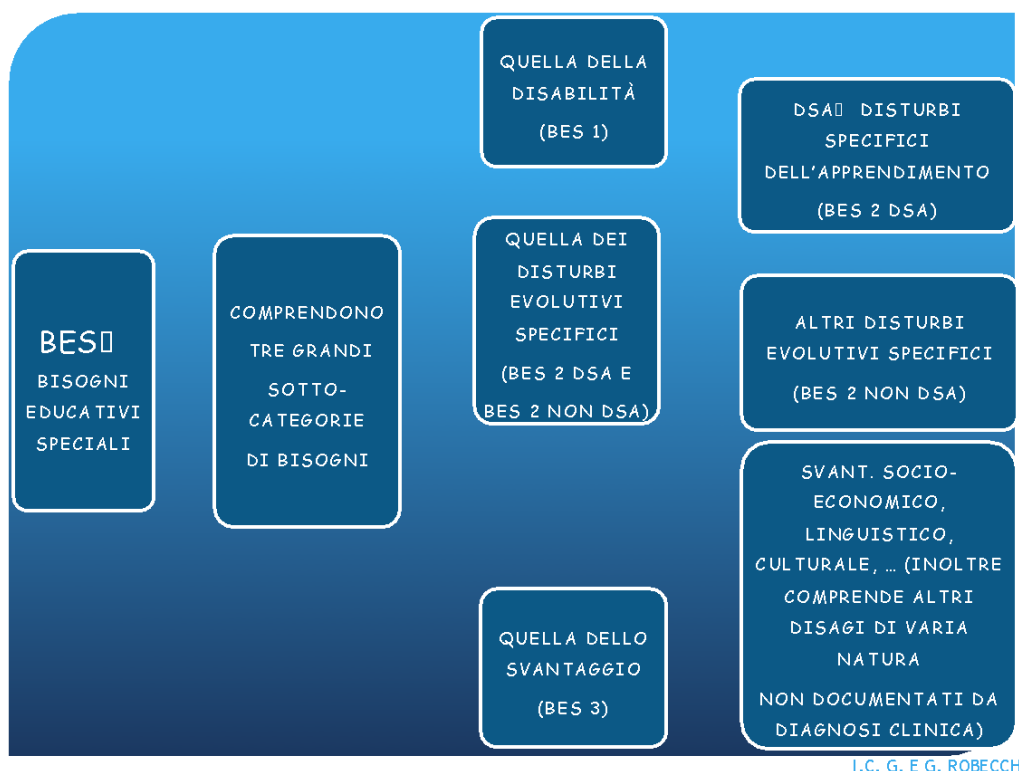 BES▯
BISOGNI
EDUCATIVI
SPECIALI
COMPRENDONO
TRE GRANDI
SOTTO-
CATEGORIE
DI BISOGNI
QUELLA DELLA
DISABILITÀ
(BES 1)
QUELLA DEI
DISTURBI
EVOLUTIVI
SPECIFICI
(BES 2 DSA E
BES 2 NON DSA)
QUELLA DELLO
SVANTAGGIO
(BES 3)
DSA▯ DISTURBI
SPECIFICI
DELL'APPRENDIMENTO
(BES 2 DSA)
ALTRI DISTURBI
EVOLUTIVI SPECIFICI
(BES 2 NON DSA)
SVANT. SOCIO-
ECONOMICO,
LINGUISTICO,
CULTURALE, … (INOLTRE
COMPRENDE ALTRI
DISAGI DI VARIA
NATURA
NON DOCUMENTATI DA
DIAGNOSI CLINICA)
I.C. G. E G. ROBECCH